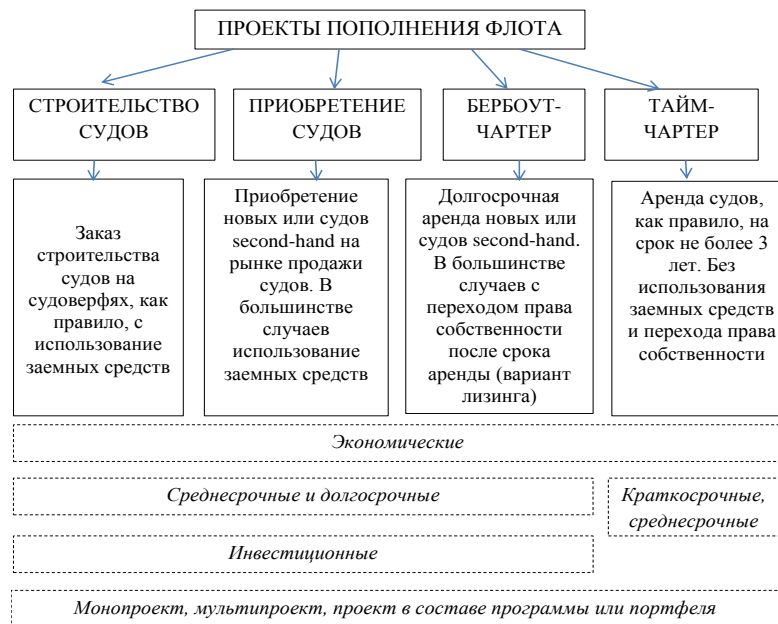 ПРОЕКТЫ ПОПОЛНЕНИЯ ФЛОТА
СТРОИТЕЛЬСТВО
СУДОВ
ПРИОБРЕТЕНИЕ
СУДОВ
БЕРБОУТ-
ЧАРТЕР
ТАЙМ-
ЧАРТЕР
Заказ
строительства
судов на
судоверфях, как
правило, с
использование
заемных средств
Приобретение
новых или судов
second-hand на
рынке продажи
судов. В
большинстве
случаев
использование
заемных средств
Долгосрочная
аренда новых или
судов second-hand.
В большинстве
случаев с
переходом права
собственности
после срока
аренды (вариант
лизинга)
Аренда судов,
как правило, на
срок не более 3
лет. Без
использования
заемных средств
и перехода права
собственности
Экономические
Среднесрочные и долгосрочные
Краткосрочные,
среднесрочные
Инвестиционные
Монопроект, мультипроект, проект в составе программы или портфеля